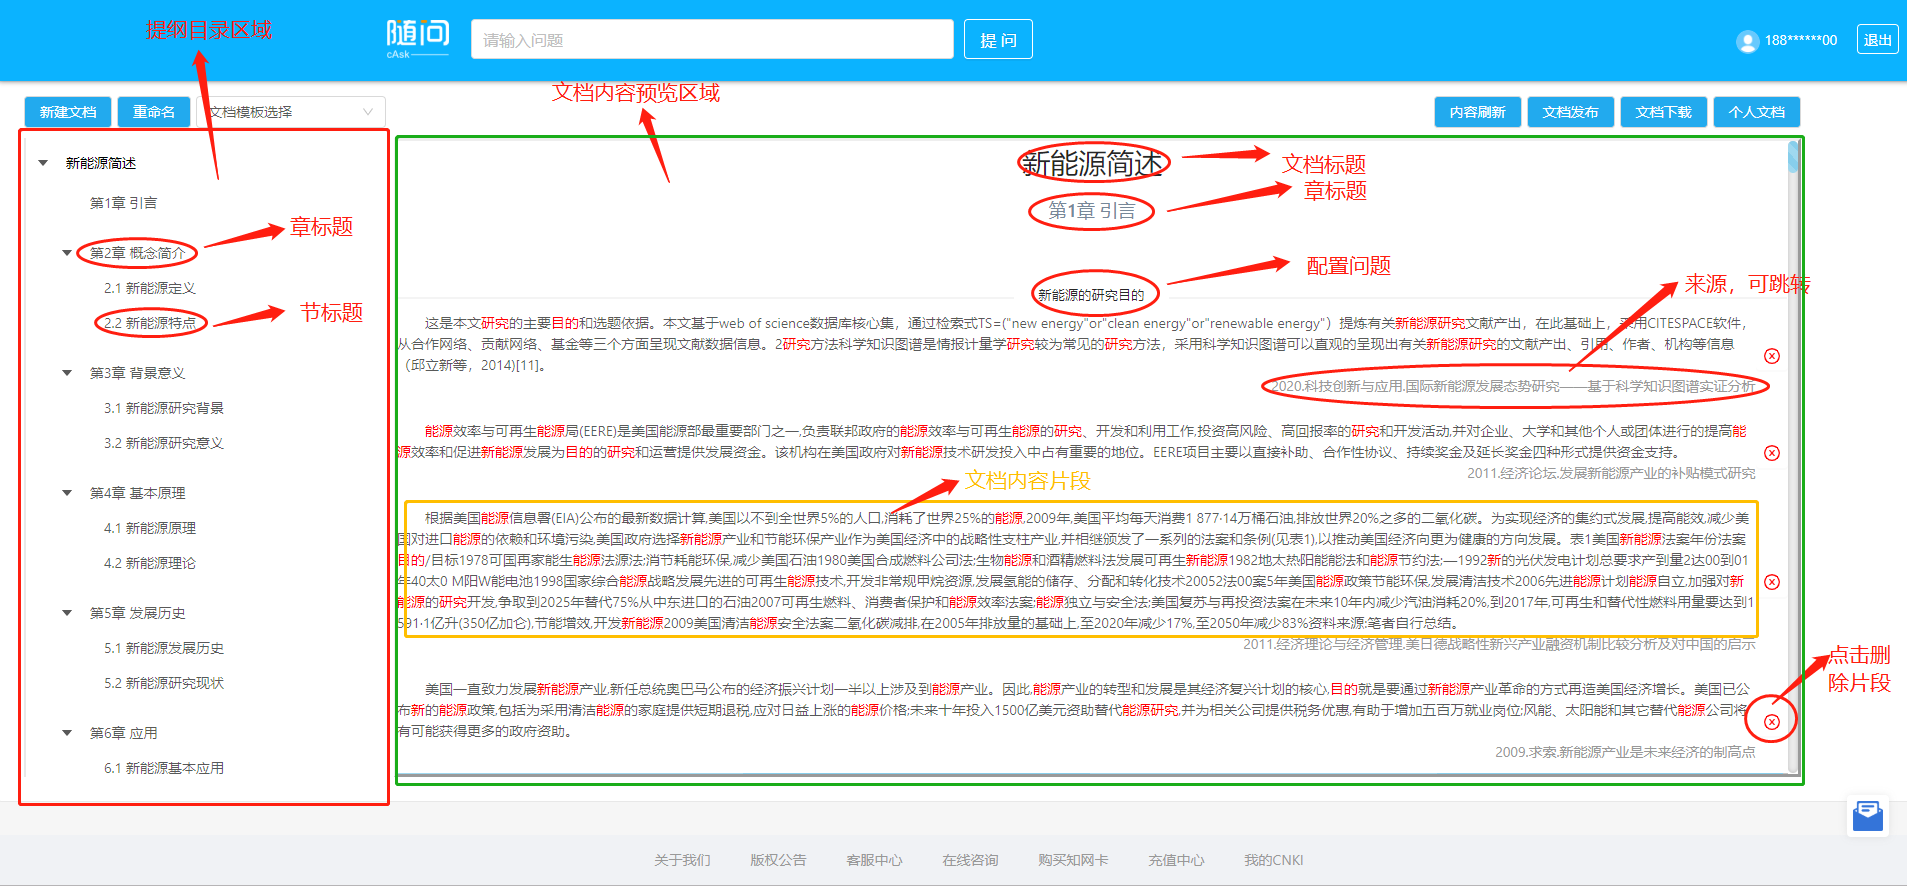 提纲目录区域
随问
cAsk
请输入问题
提 问
188******00
退出
文档内容预览区域
新建文档
重命名
文档模板选择
内容刷新
文档发布
文档下载
个人文档
新能源简述
第1章 引言
第2章 概念简介
章标题
2.1 新能源定义
2.2 新能源特点
节标题
第3章 背景意义
3.1 新能源研究背景
3.2 新能源研究意义
第4章 基本原理
4.1 新能源原理
4.2 新能源理论
第5章 发展历史
5.1 新能源发展历史
5.2 新能源研究现状
第6章 应用
6.1 新能源基本应用
新能源简述
文档标题
第1章 引言
章标题
新能源的研究目的
配置问题
来源，可跳转
这是本文研究的主要目的和选题依据。本文基于web of science数据库核心集，通过检索式TS=("new energy"or"clean energy"or"renewable energy"）提炼有关新能源研究文献产出，在此基础上，采用CITESPACE软件，
从合作网络、贡献网络、基金等三个方面呈现文献数据信息。2研究方法科学知识图谱是情报计量学研究较为常见的研究方法，采用科学知识图谱可以直观的呈现出有关新能源研究的文献产出、引用、作者、机构等信息
（邱立新等，2014)[11]。
2020.科技创新与应用.国际新能源发展态势研究——基于科学知识图谱实证分析
能源效率与可再生能源局(EERE)是美国能源部最重要部门之一,负责联邦政府的能源效率与可再生能源的研究、开发和利用工作,投资高风险、高回报率的研究和开发活动,并对企业、大学和其他个人或团体进行的提高能
源效率和促进新能源发展为目的的研究和运营提供发展资金。该机构在美国政府对新能源技术研发投入中占有重要的地位。EERE项目主要以直接补助、合作性协议、持续奖金及延长奖金四种形式提供资金支持。
2011.经济论坛.发展新能源产业的补贴模式研究
文档内容片段
根据美国能源信息署(EIA)公布的最新数据计算,美国以不到全世界5%的人口,消耗了世界25%的能源,2009年,美国平均每天消费1 877·14万桶石油,排放世界20%之多的二氧化碳。为实现经济的集约式发展,提高能效,减少美
国对进口能源的依赖和环境污染,美国政府选择新能源产业和节能环保产业作为美国经济中的战略性支柱产业,并相继颁发了一系列的法案和条例(见表1),以推动美国经济向更为健康的方向发展。表1美国新能源法案年份法案
目的/目标1978可国再家能生能源法源法;消节耗能环保,减少美国石油1980美国合成燃料公司法;生物能源和酒精燃法发展可再生新能源1982地太热阳能能法和能源节约法;—1992新的光伏发电计划总要求产到量2达00到01
年40大0 M阳W能电池1998国家综合能源战略发展先进的可再生能源技术,开发非常规甲烷资源,发展氢能的储存、分配和转化技术20052法00案5年美国能源政策节能环保,发展清洁技术2006先进能源计划能源自立,加强对新
能源的研究开发,争取到2025年替代75%从中东进口的石油2007可再生燃料、消费者保护和能源效率法案;能源独立与安全法;美国复苏与再投资法案在未来10年内减少汽油消耗20%,到2017年,可再生和替代性燃料用量要达到1
591·1亿升(350亿加仑),节能增效,开发新能源2009美国清洁能源安全法案二氧化碳减排,在2005年排放量的基础上,至2020年减少17%,至2050年减少83%资料来源:笔者自行总结。
2011.经济理论与经济管理.美日德战略性新兴产业融资机制比较分析及对中国的启示
点击删
除片段
美国一直致力发展新能源产业,新任总统奥巴马公布的经济振兴计划一半以上涉及到能源产业。因此,能源产业的转型和发展是其经济复兴计划的核心,目的就是要通过新能源产业革命的方式再造美国经济增长。美国已公
布新的能源政策,包括为采用清洁能源的家庭提供短期退税,应对日益上涨的能源价格;未来十年投入1500亿美元资助替代能源研究,并为相关公司提供税务优惠,有助于增加五百万就业岗位;风能、太阳能和其它替代能源公司将
有可能获得更多的政府资助。
2009.求索.新能源产业是未来经济的制高点
关于我们
版权公告
客服中心
在线咨询
购买知网卡
充值中心
我的CNKI